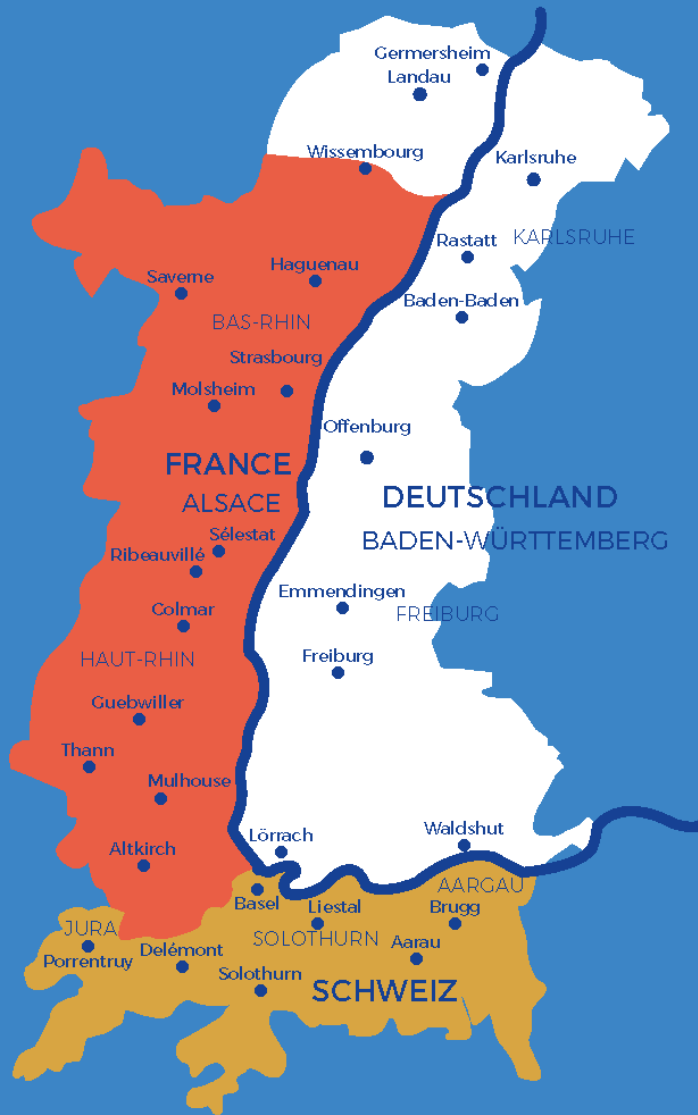 Germersheim
Landau
Wissembourg
Karlsruhe
Rastatt
KARLSRUHE
Haguenau
Saverne
Baden-Baden
BAS-RHIN
Strasbourg
Molsheim
Offenburg
FRANCE
DEUTSCHLAND
ALSACE
BADEN-WÜRTTEMBERG
Sélestat
Ribeauvillé
Emmendingen
Colmar
FREIBURG
HAUT-RHIN
Freiburg
Guebwiller
Thann
Mulhouse
Lörrach
Waldshut
Altkirch
AARGAU
Basel
Liestal
Brugg
JURA
SOLOTHURN
Aarau
Delémont
Porrentruy
Solothurn
SCHWEIZ